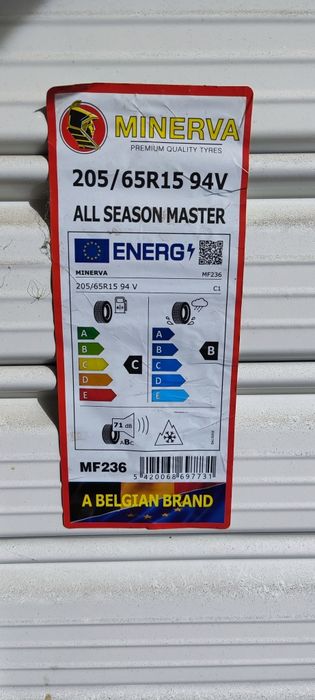 MINERVA
PREMIUM QUALITY TYRES
205/65R15 94V
ALL SEASON MASTER
ENERG
MINERVA MF236
205/65R15 94 V C1
A A
B B B
C C C
D D
E E
71 dB
ABC
MF236
5 420068 697731
A BELGIAN BRAND